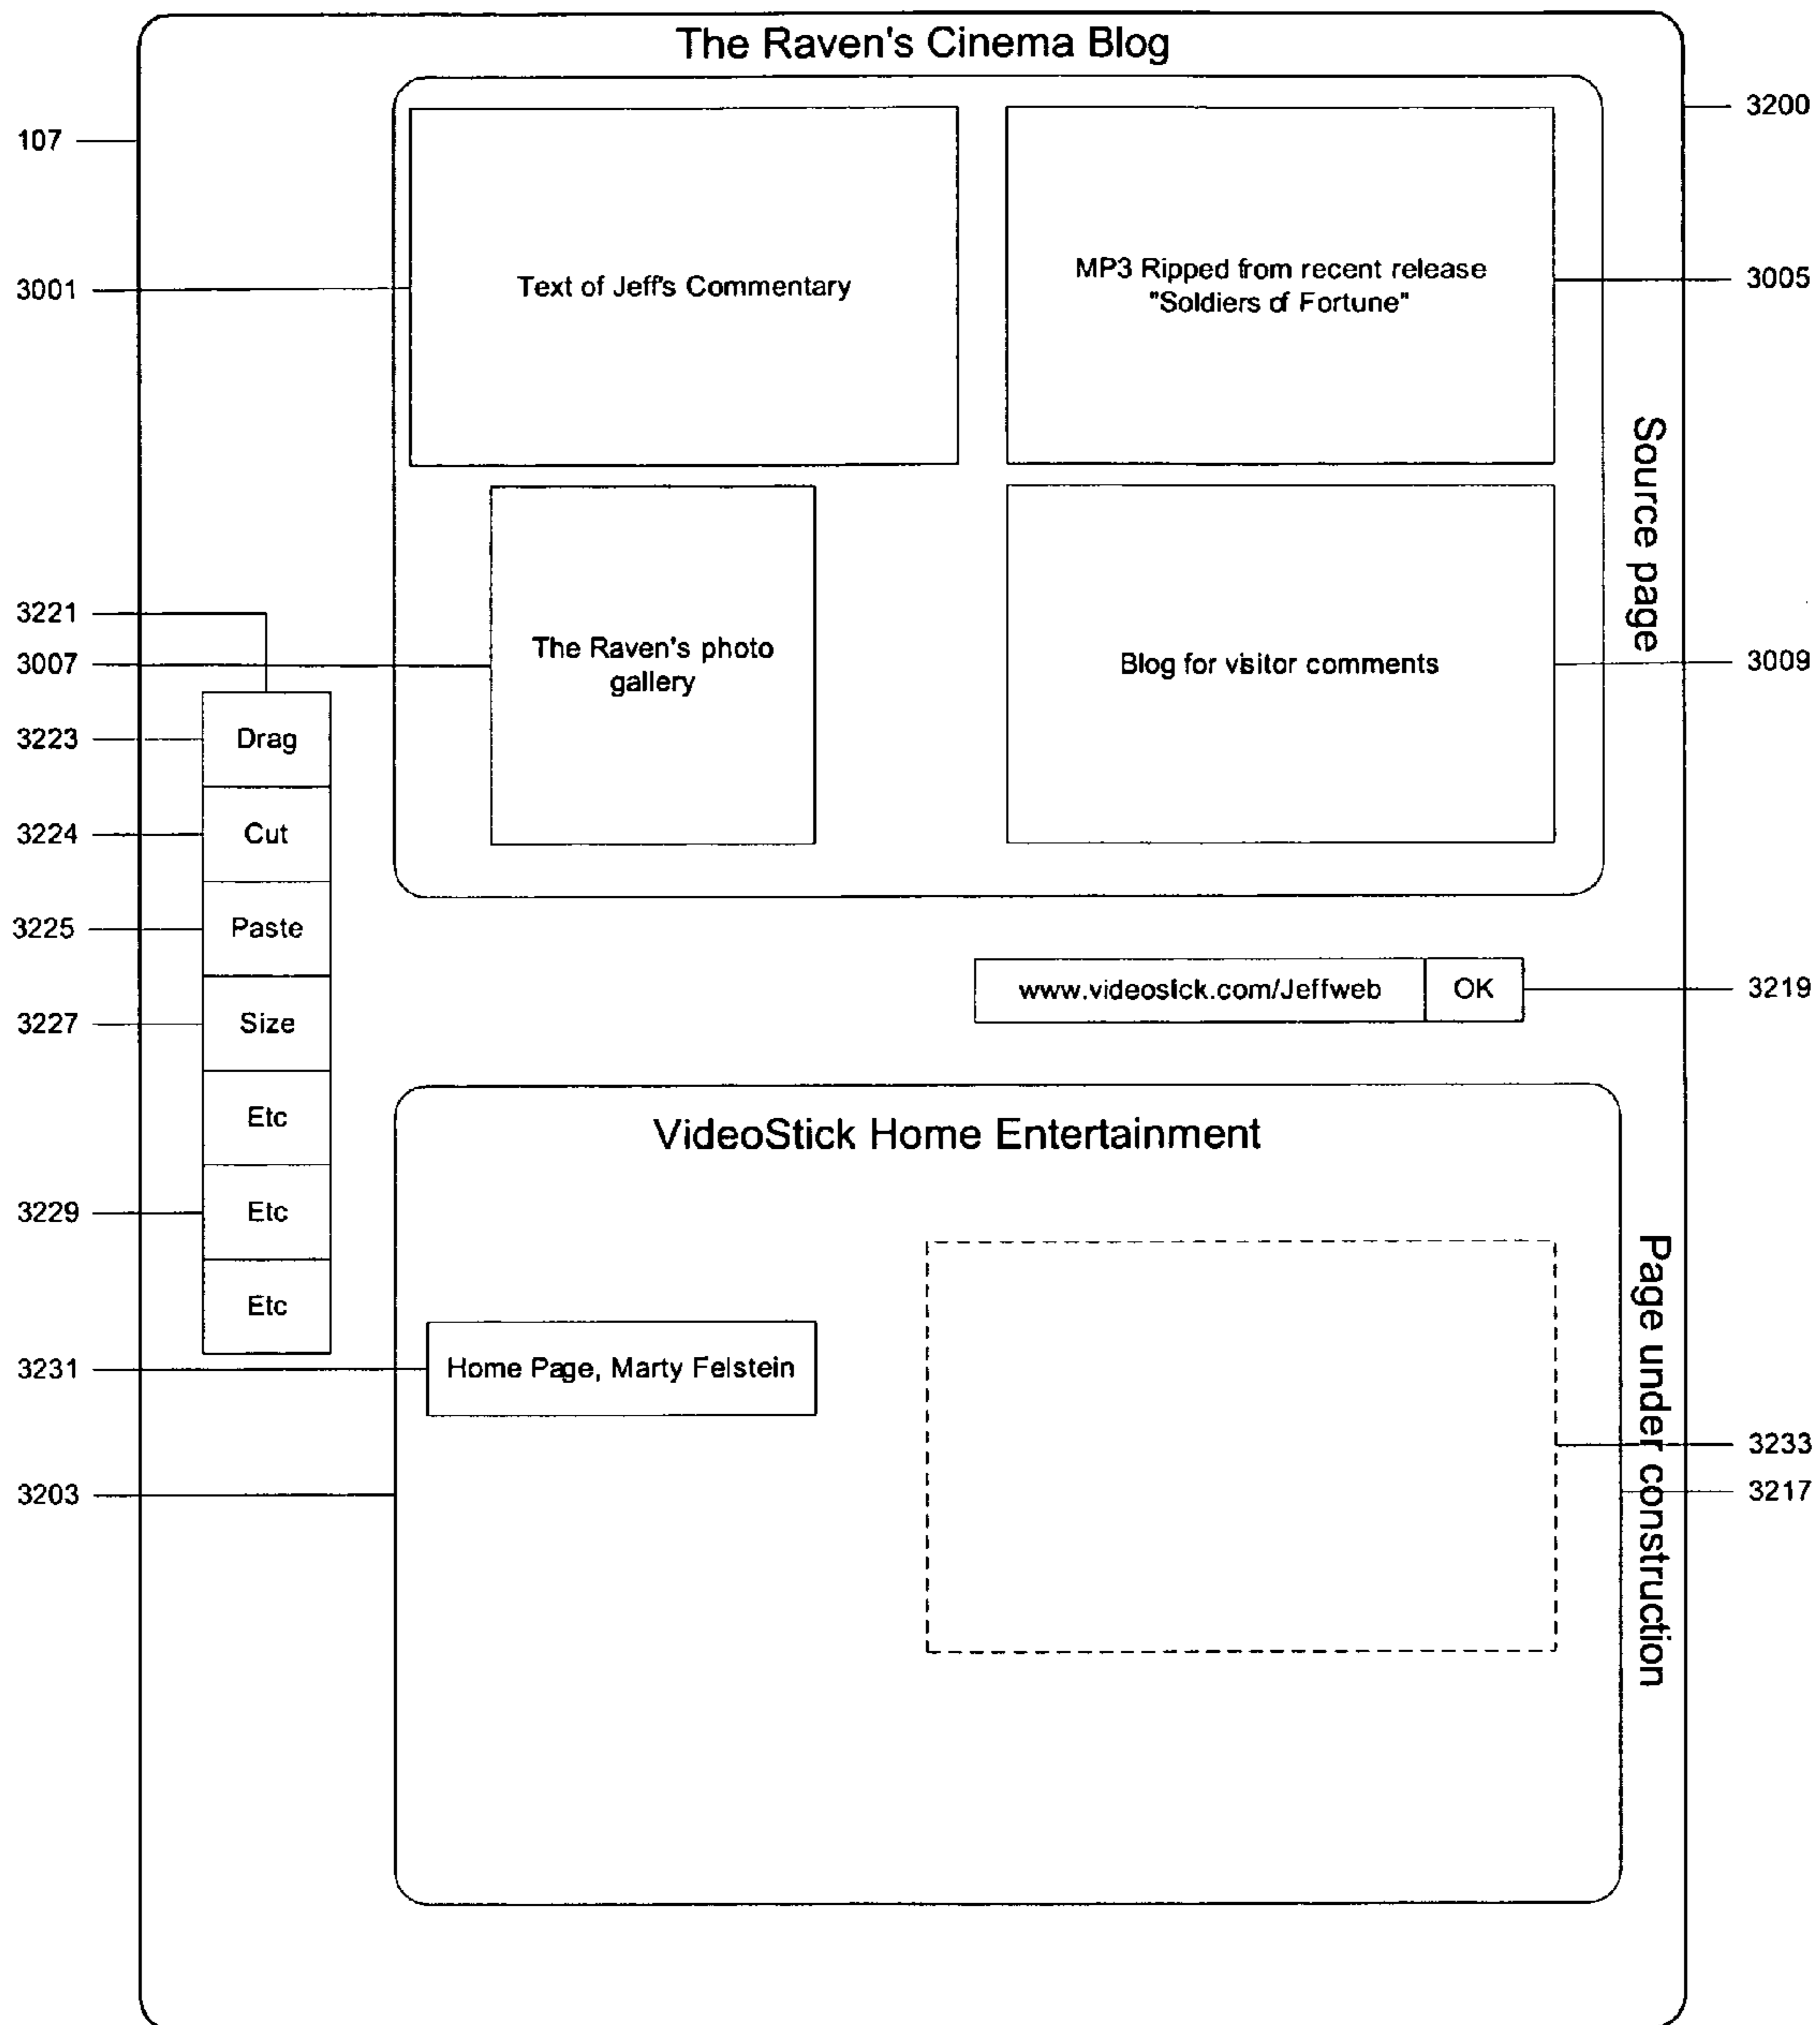 The Raven's Cinema Blog
107
3200
3001
Text of Jeff's Commentary
MP3 Ripped from recent release
"Soldiers of Fortune"
3005
Source page
3221
3007
The Raven's photo
gallery
Blog for visitor comments
3009
3223
Drag
3224
Cut
3225
Paste
www.videostick.com/Jeffweb
OK
3219
3227
Size
Etc
VideoStick Home Entertainment
3229
Etc
Etc
Page under construction
3231
Home Page, Marty Felstein
3233
3203
3217